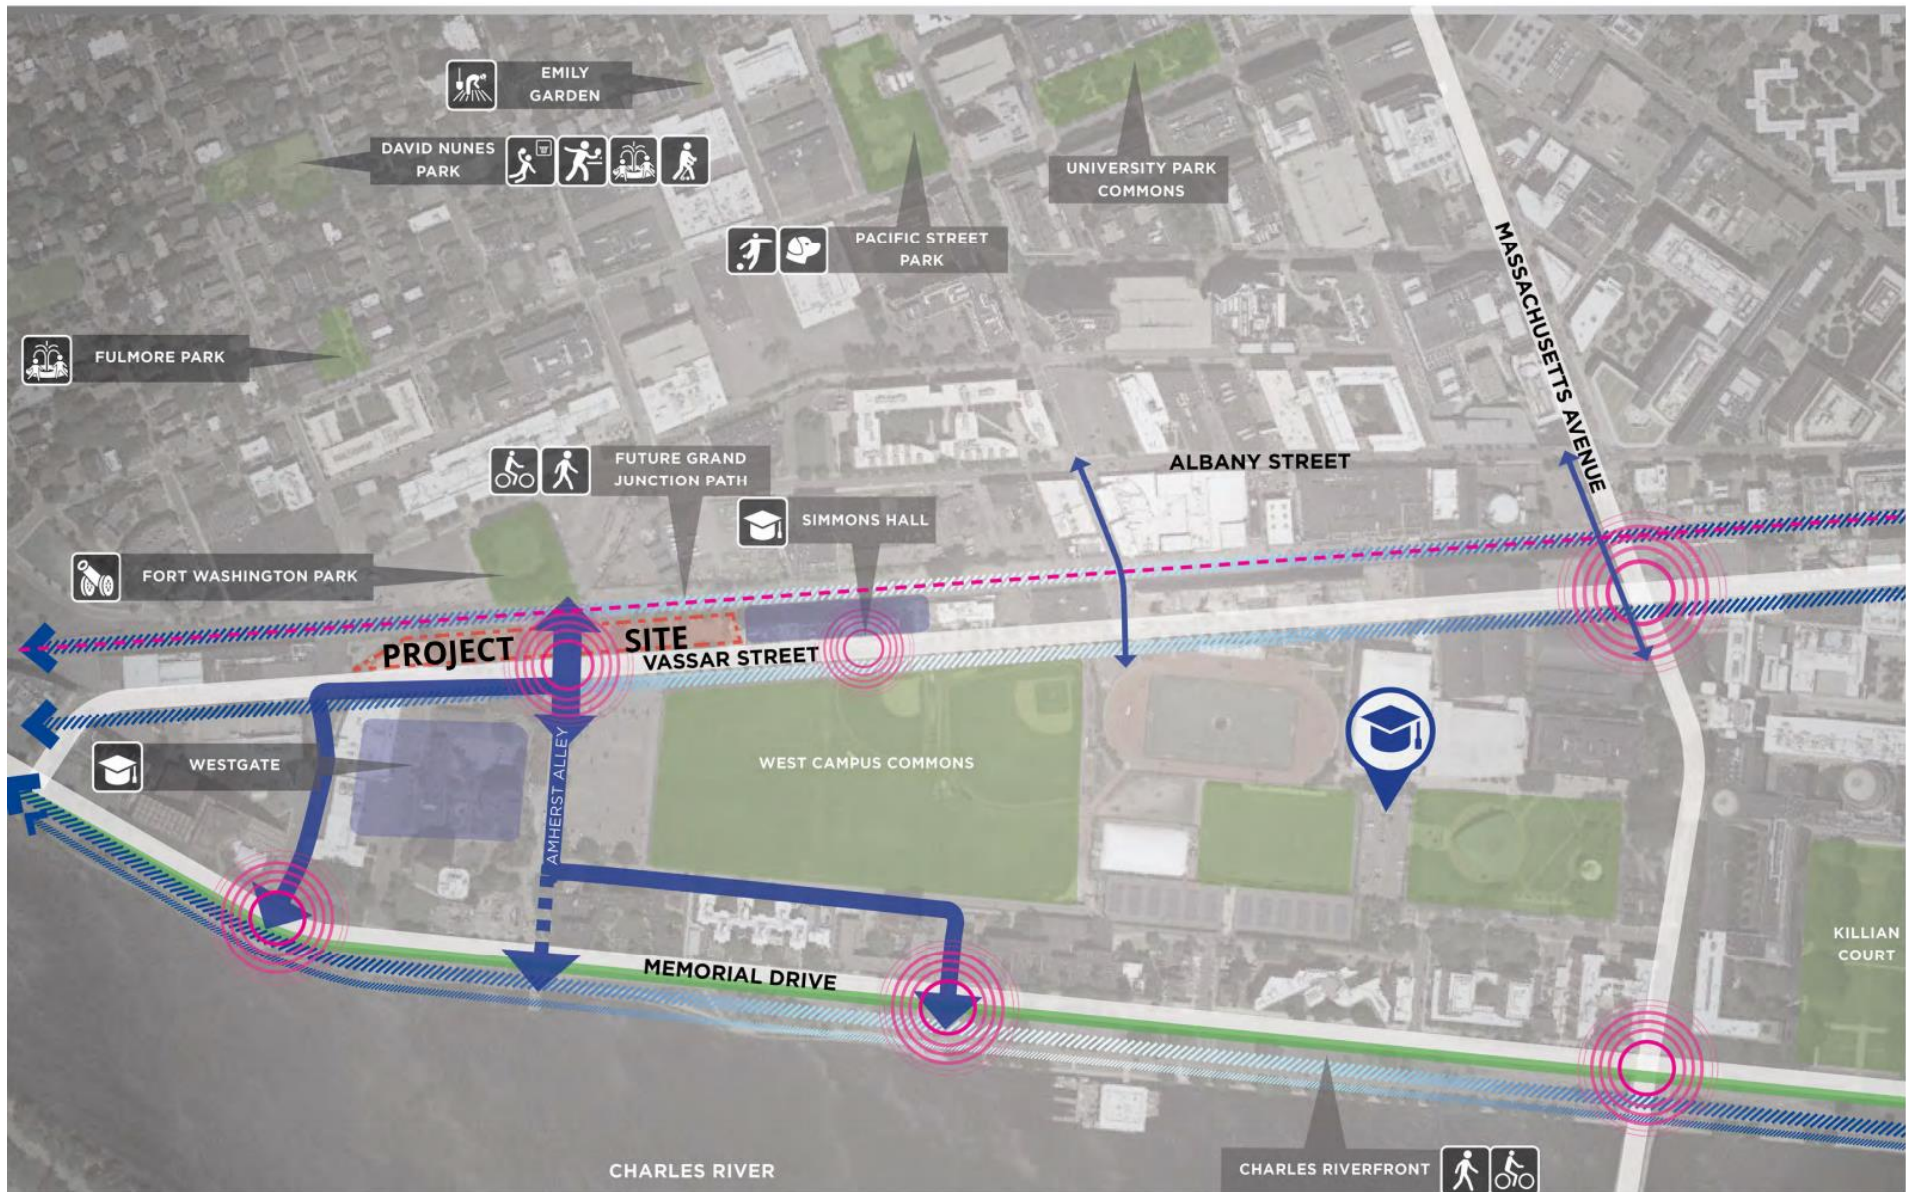 EMILY
GARDEN
DAVID NUNES
PARK
UNIVERSITY PARK
COMMONS
PACIFIC STREET
PARK
MASSACHUSETTS AVENUE
FULMORE PARK
FUTURE GRAND
JUNCTION PATH
ALBANY STREET
SIMMONS HALL
FORT WASHINGTON PARK
PROJECT SITE
VASSAR STREET
WESTGATE
AMHERST ALLEY
WEST CAMPUS COMMONS
KILLIAN
COURT
MEMORIAL DRIVE
CHARLES RIVER
CHARLES RIVERFRONT